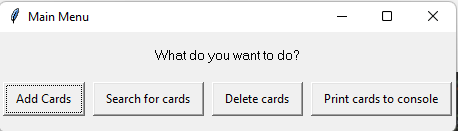 Main Menu
What do you want to do?
Add Cards Search for cards Delete cards Print cards to console